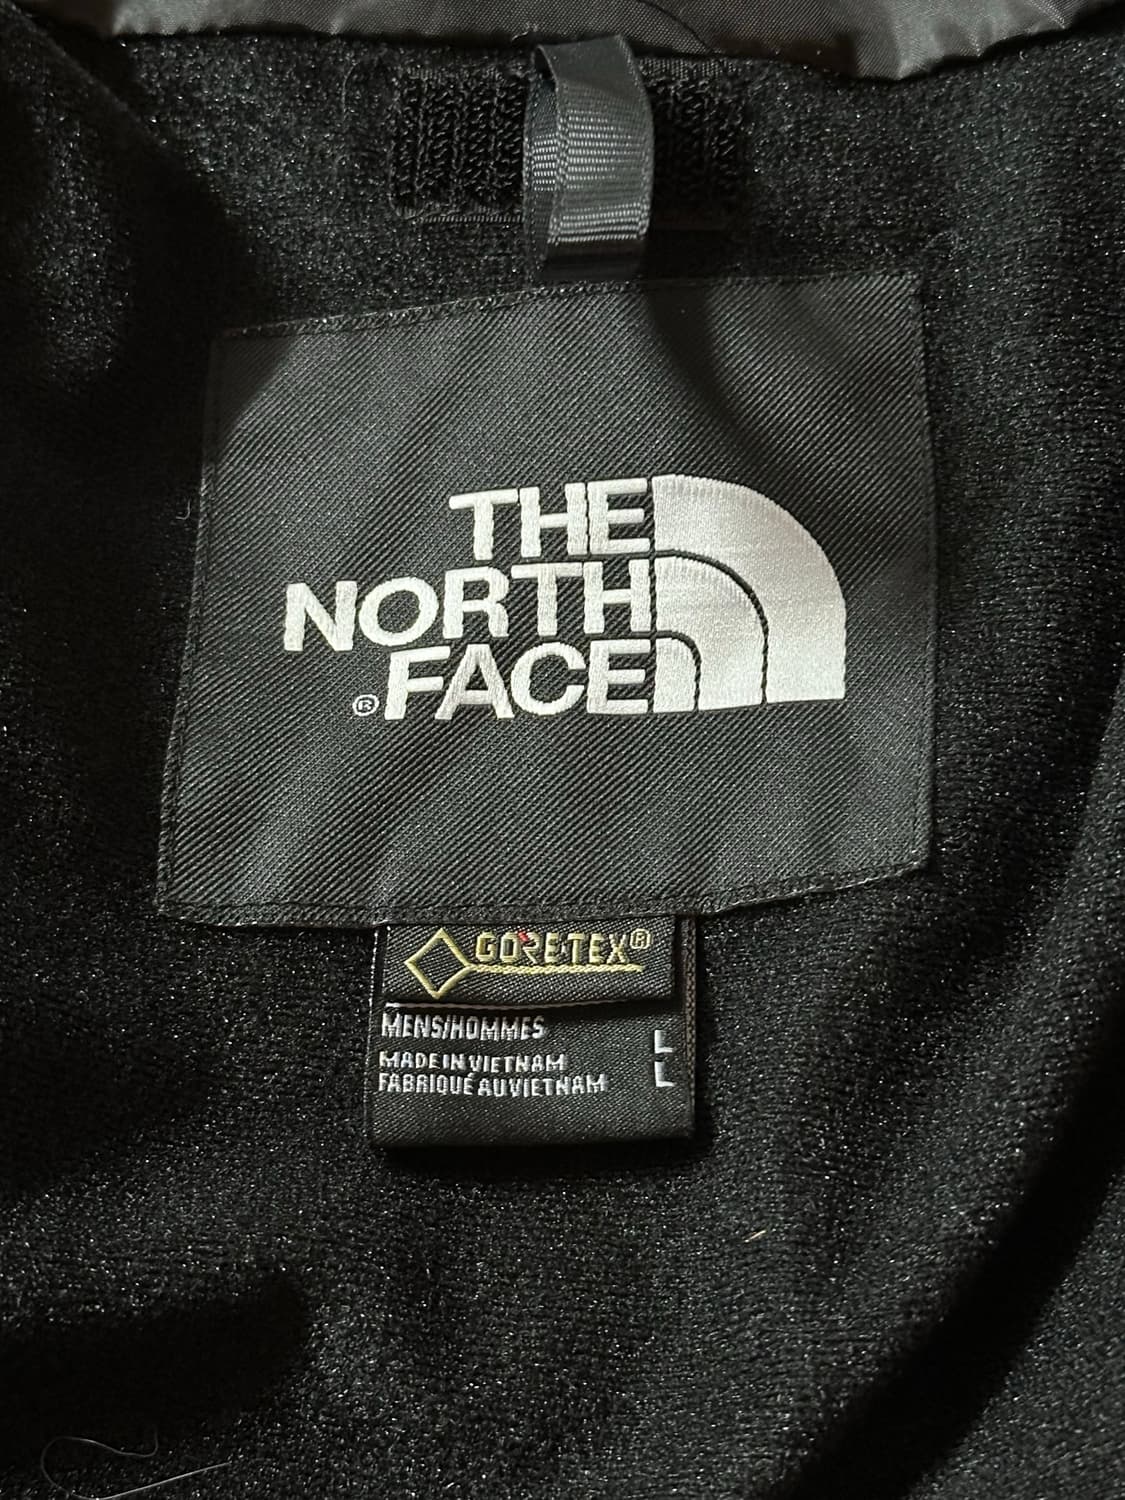 THE
NORTH
®FACE
GORE-TEX®
MENS/HOMMES L
MADE IN VIETNAM
FABRIQUÉ AU VIETNAM L